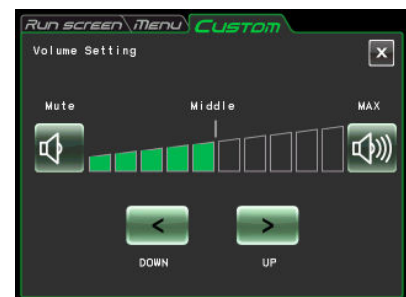 Run screen Menu Custom
Volume Setting X
Mute Middle MAX
< >
DOWN UP